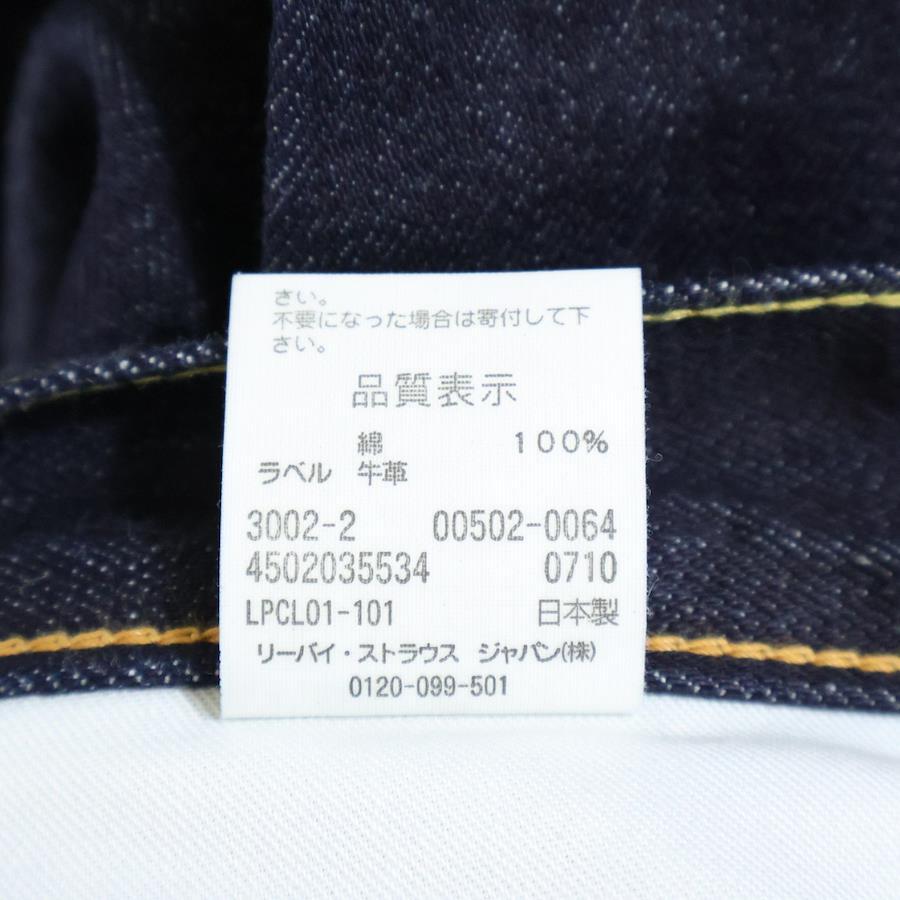 さい。
不要になった場合は寄付して下
さい。
品質表示
綿 100%
ラベル 牛革
3002-2 00502-0064
4502035534 0710
LPCL01-101 日本製
リーバイ・ストラウス ジャパン(株)
0120-099-501